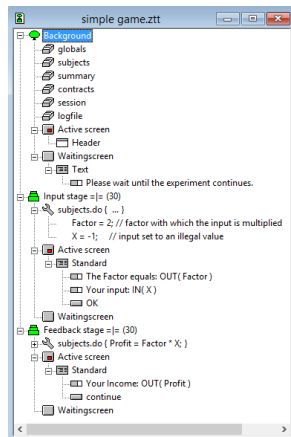 simple game.ztt
Background
globals
subjects
summary
contracts
session
logfile
Active screen
Header
Waitingscreen
Text
Please wait until the experiment continues.
Input stage =|= (30)
subjects.do { ... }
Factor = 2; // factor with which the input is multiplied
X = -1; // input set to an illegal value
Active screen
Standard
The Factor equals: OUT( Factor )
Your input: IN( X )
OK
Waitingscreen
Feedback stage =|= (30)
subjects.do { Profit = Factor * X; }
Active screen
Standard
Your Income: OUT( Profit )
continue
Waitingscreen